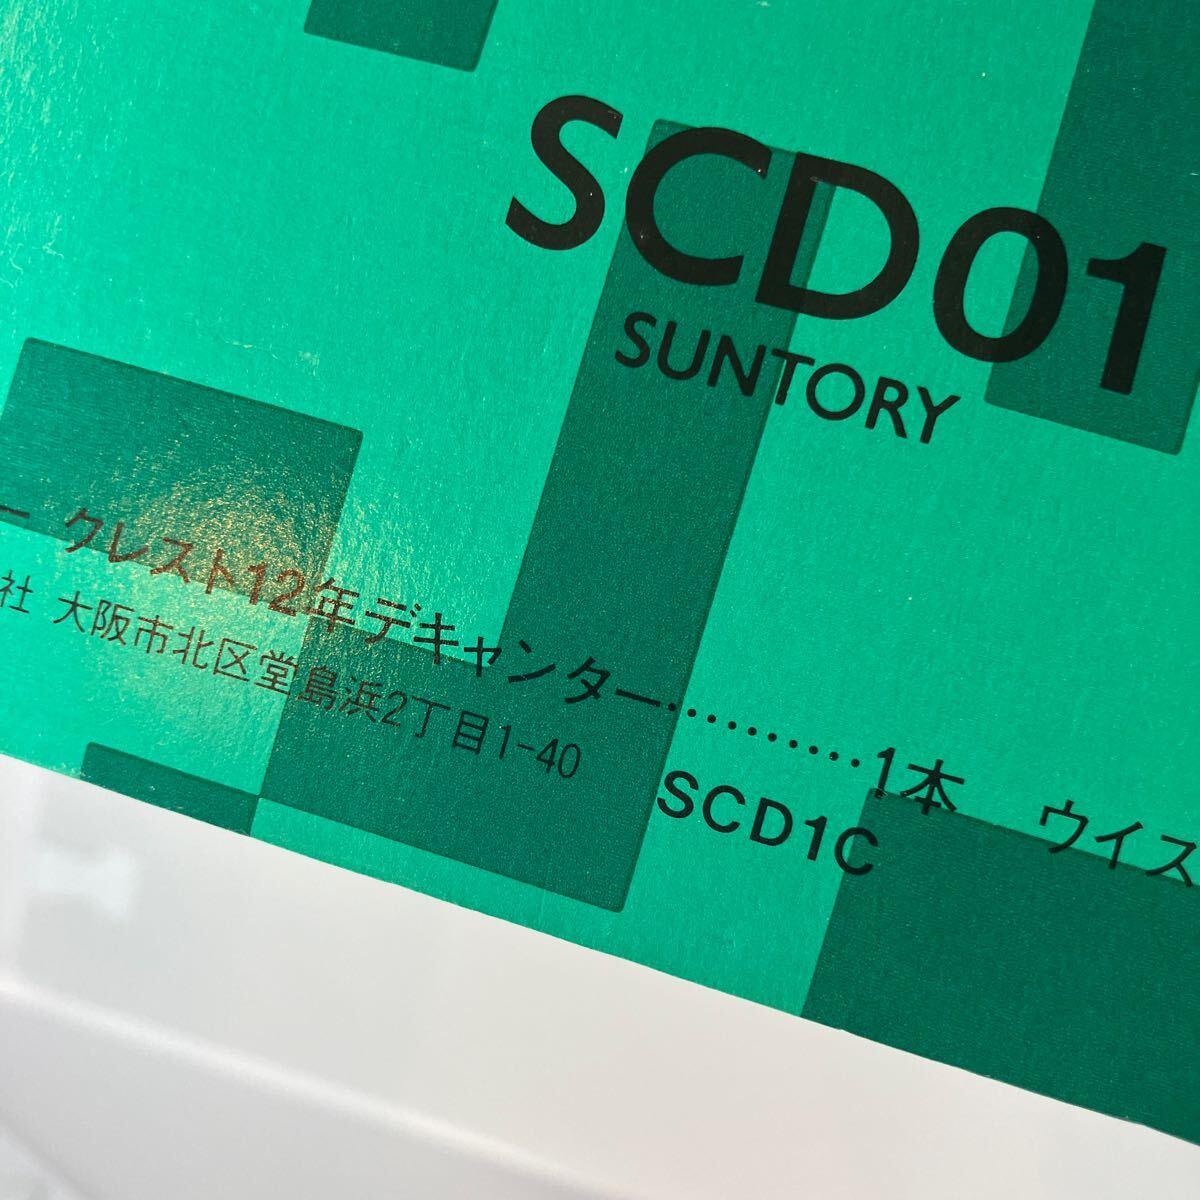 SCD01
SUNTORY
ー クレスト12年デキャンター..........1本 ウイス
社 大阪市北区堂島浜2丁目1-40
SCD1C